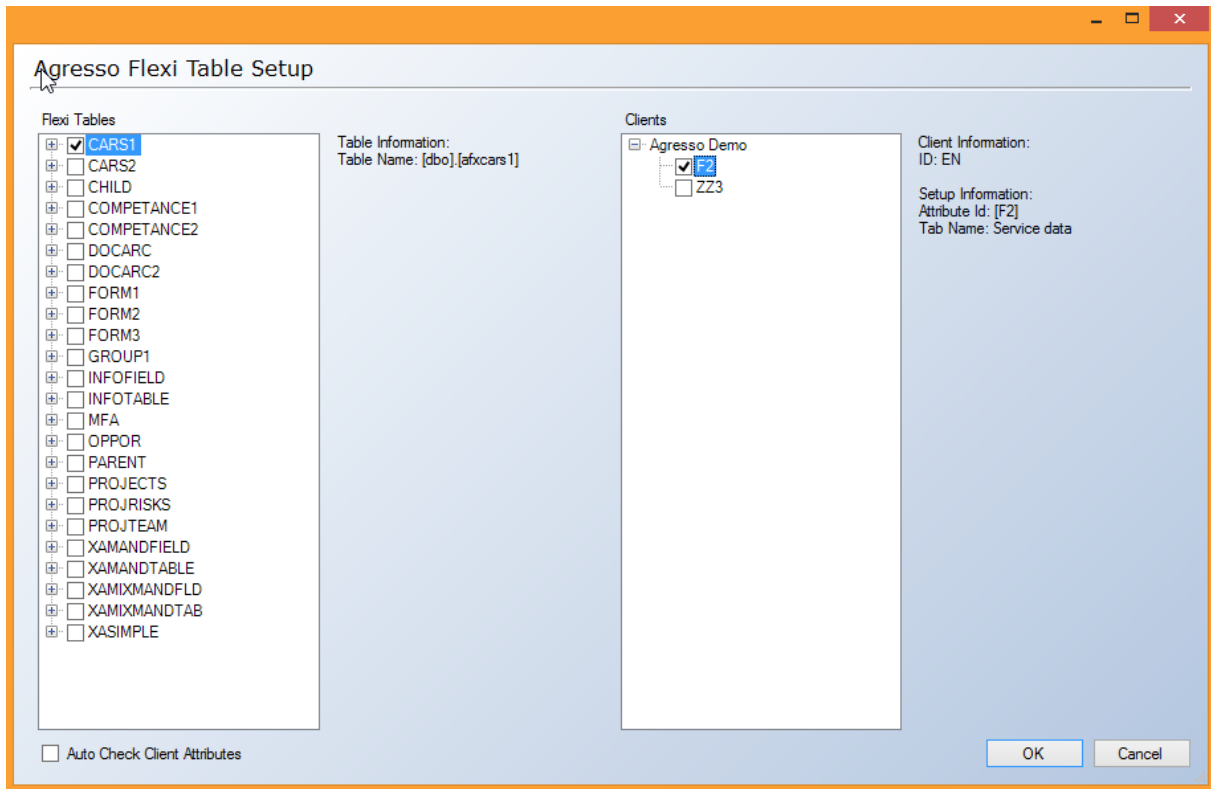 Agresso Flexi Table Setup
Flexi Tables
CARS1
CARS2
CHILD
COMPETANCE1
COMPETANCE2
DOCARC
DOCARC2
FORM1
FORM2
FORM3
GROUP1
INFOFIELD
INFOTABLE
MFA
OPPOR
PARENT
PROJECTS
PROJRISKS
PROJTEAM
XAMANDFIELD
XAMANDTABLE
XAMIXMANDFLD
XAMIXMANDTAB
XASIMPLE
Table Information:
Table Name: [dbo].[afxcars1]
Clients
Agresso Demo
F2
ZZ3
Client Information:
ID: EN
Setup Information:
Attribute Id: [F2]
Tab Name: Service data
Auto Check Client Attributes
OK
Cancel